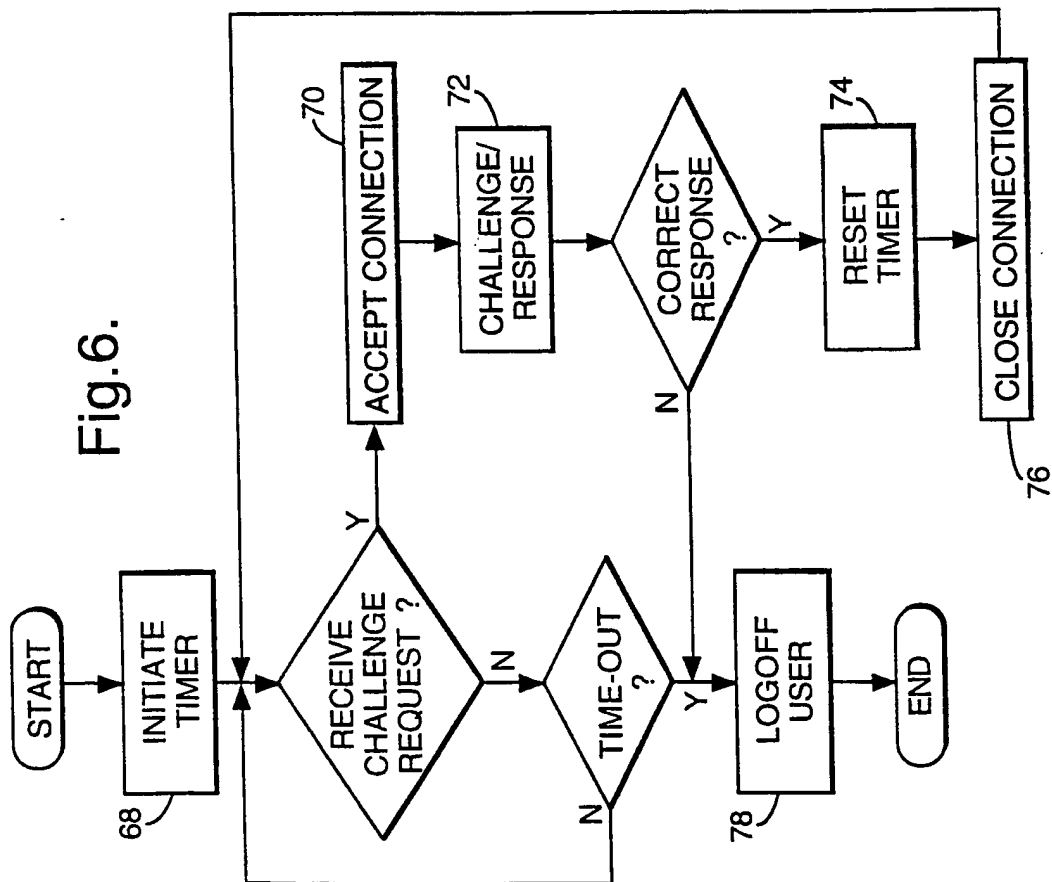 Fig.6.
START
INITIATE
TIMER
68
RECEIVE
CHALLENGE
REQUEST ?
Y
N
ACCEPT CONNECTION
70
CHALLENGE/
RESPONSE
72
CORRECT
RESPONSE
?
N
Y
RESET
TIMER
74
CLOSE CONNECTION
76
TIME-OUT
?
N
Y
LOGOFF
USER
78
END